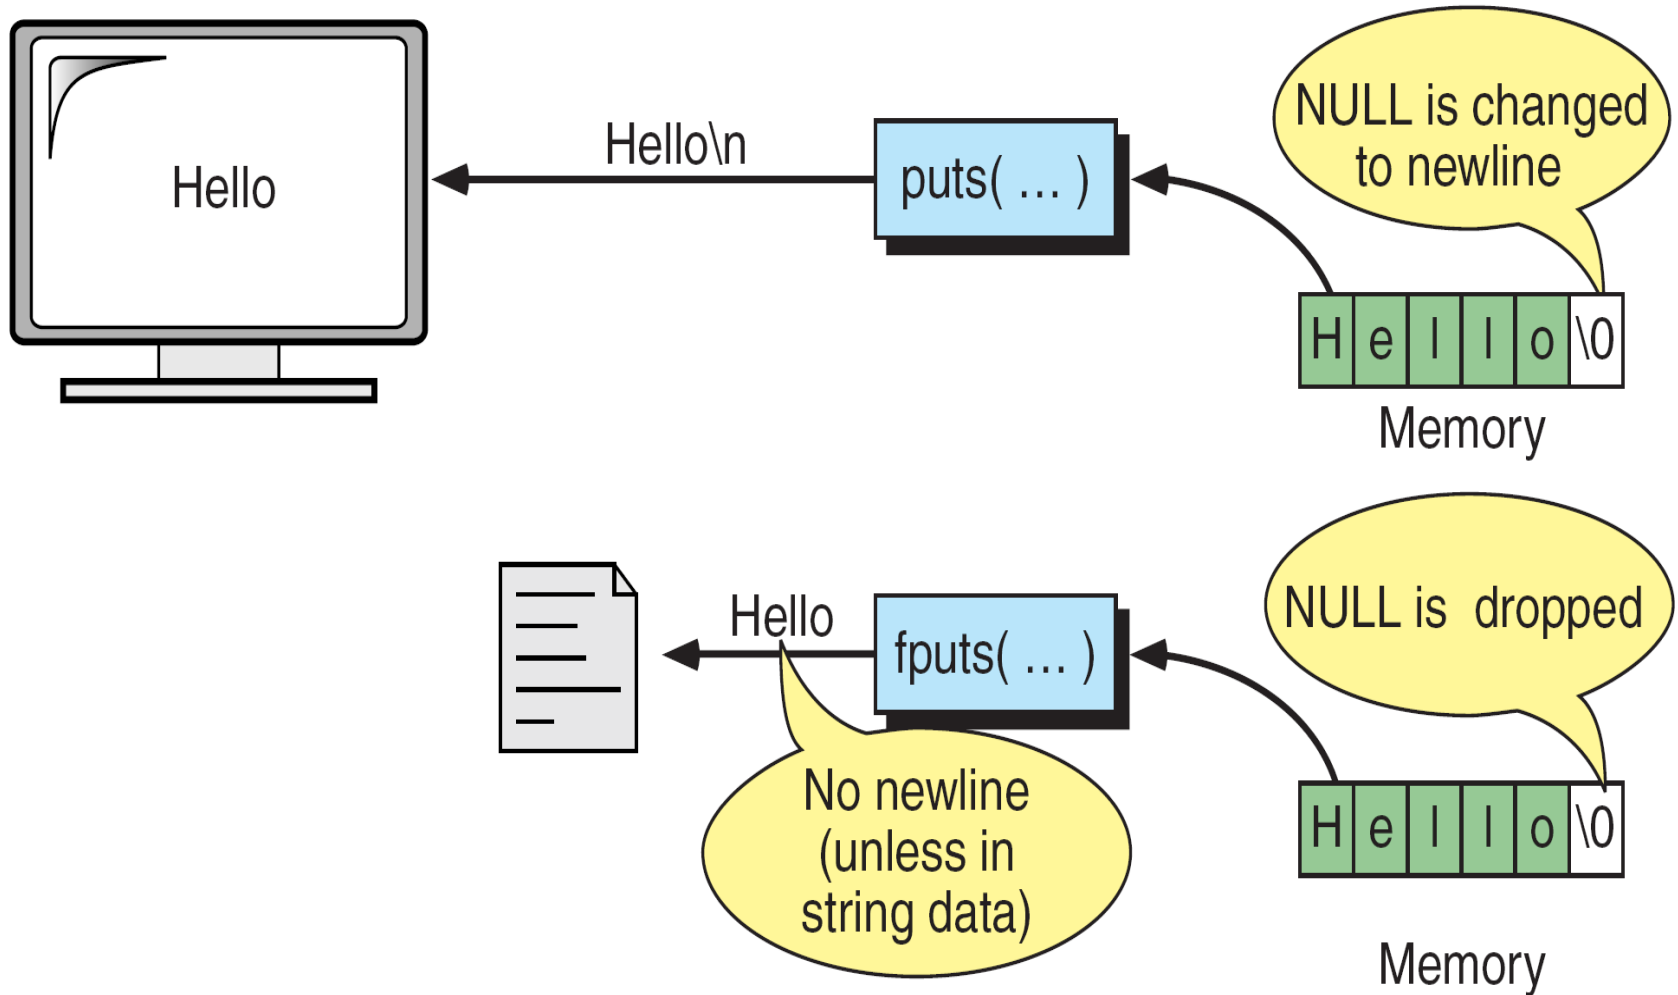 Hello
Hello\n
puts( ... )
NULL is changed
to newline
H e l l o \0
Memory
Hello
fputs( ... )
NULL is dropped
No newline
(unless in
string data)
H e l l o \0
Memory